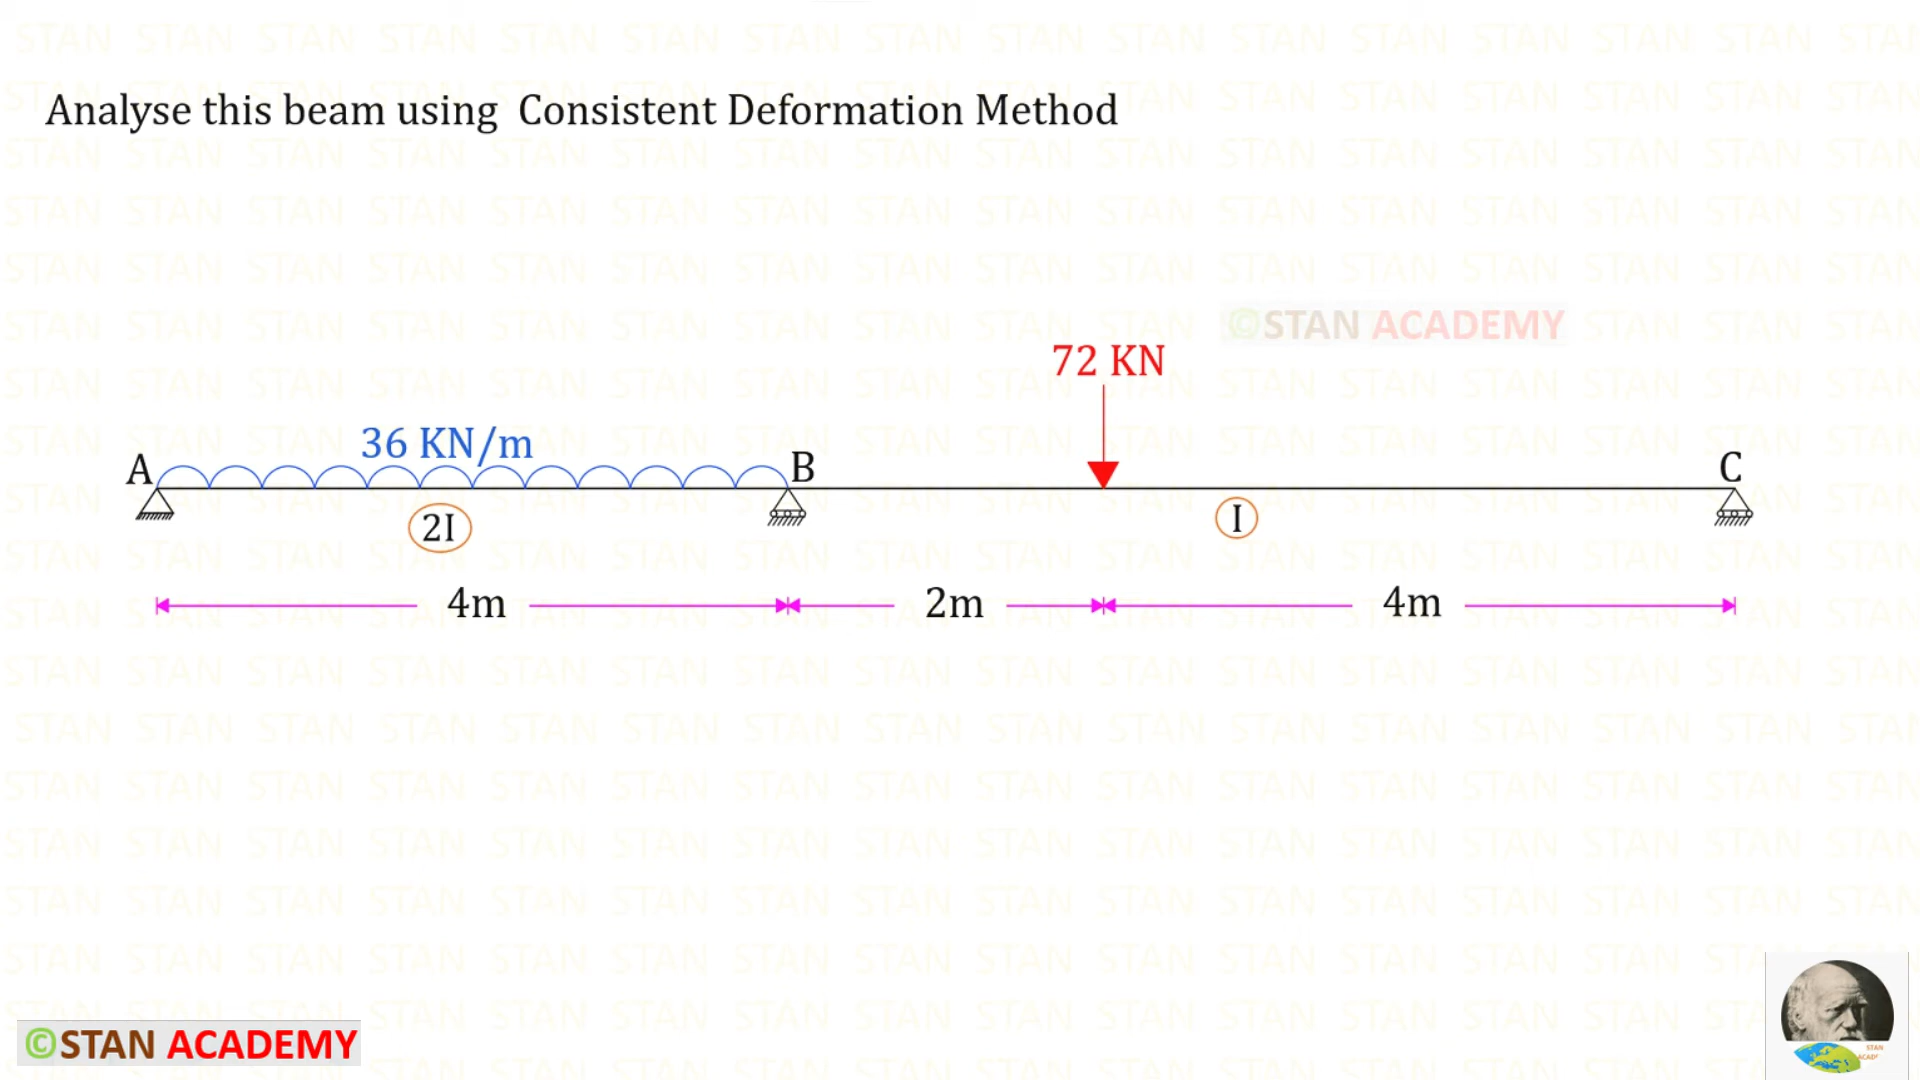 Analyse this beam using Consistent Deformation Method
©STAN ACADEMY
72 KN
36 KN/m
A
B
C
2I
I
4m
2m
4m
©STAN ACADEMY
STAN